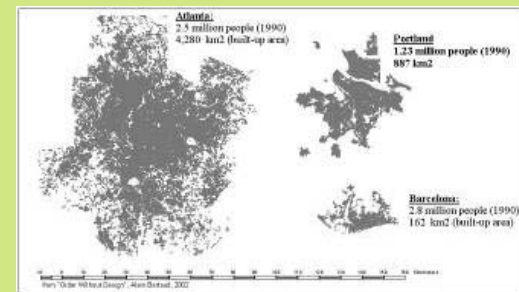 Atlanta:
2.5 million people (1990)
4,280 km2 (built-up area)
Portland
1.23 million people (1990)
887 km2
Barcelona:
2.8 million people (1990)
162 km2 (built-up area)
from "Order Without Design", Alain Bertaud, 2002